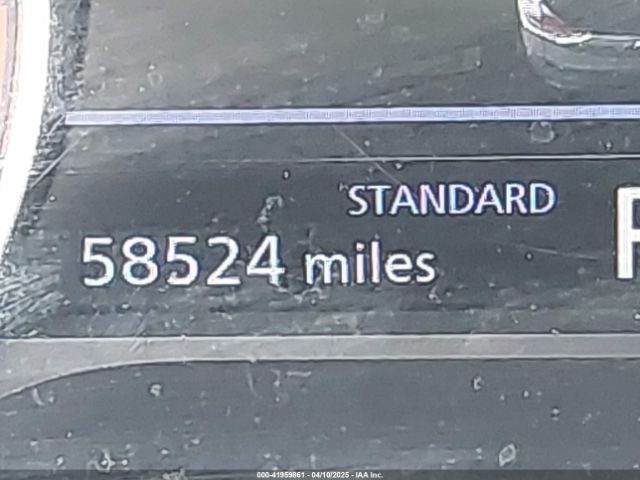 STANDARD
58524 miles
000-41959861 - 04/10/2025 - IAA Inc.